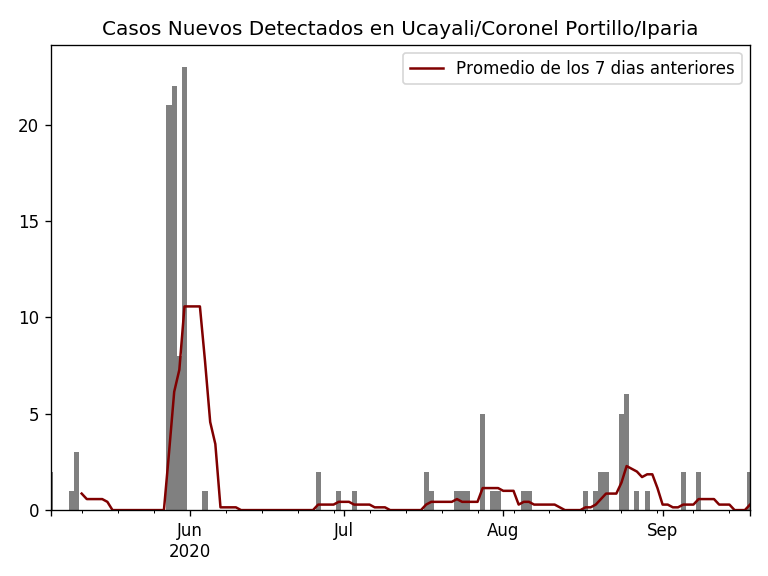 Casos Nuevos Detectados en Ucayali/Coronel Portillo/Iparia
Promedio de los 7 dias anteriores
20
15
10
5
0
Jun
2020
Jul
Aug
Sep